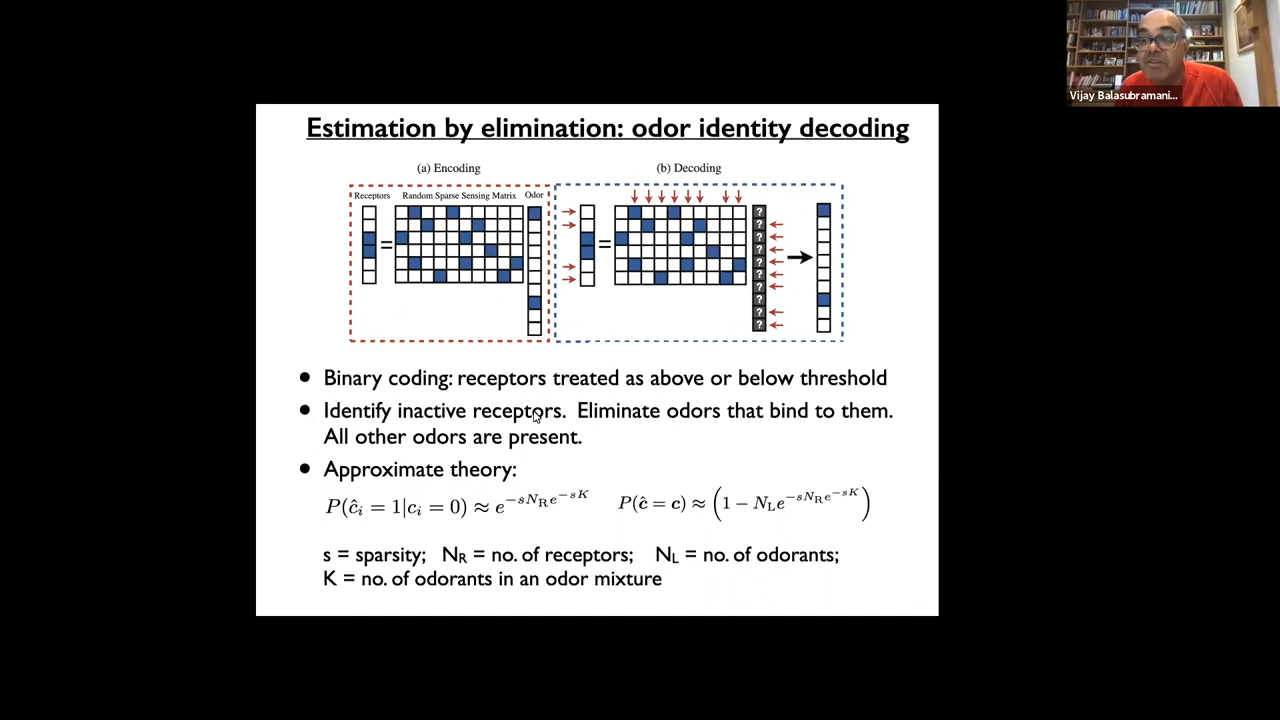 Vijay Balasubramani...
Estimation by elimination: odor identity decoding
(a) Encoding
(b) Decoding
Receptors
Random Sparse Sensing Matrix
Odor
=
=
?
?
?
?
?
?
?
?
?
?
• Binary coding: receptors treated as above or below threshold
• Identify inactive receptors. Eliminate odors that bind to them.
All other odors are present.
• Approximate theory:
P(ĉ_i = 1|c_i = 0) ≈ e^{-sN_R e^{-sK}}
P(ĉ = c) ≈ (1 − N_L e^{-sN_R e^{-sK}})
s = sparsity; N_R = no. of receptors; N_L = no. of odorants;
K = no. of odorants in an odor mixture